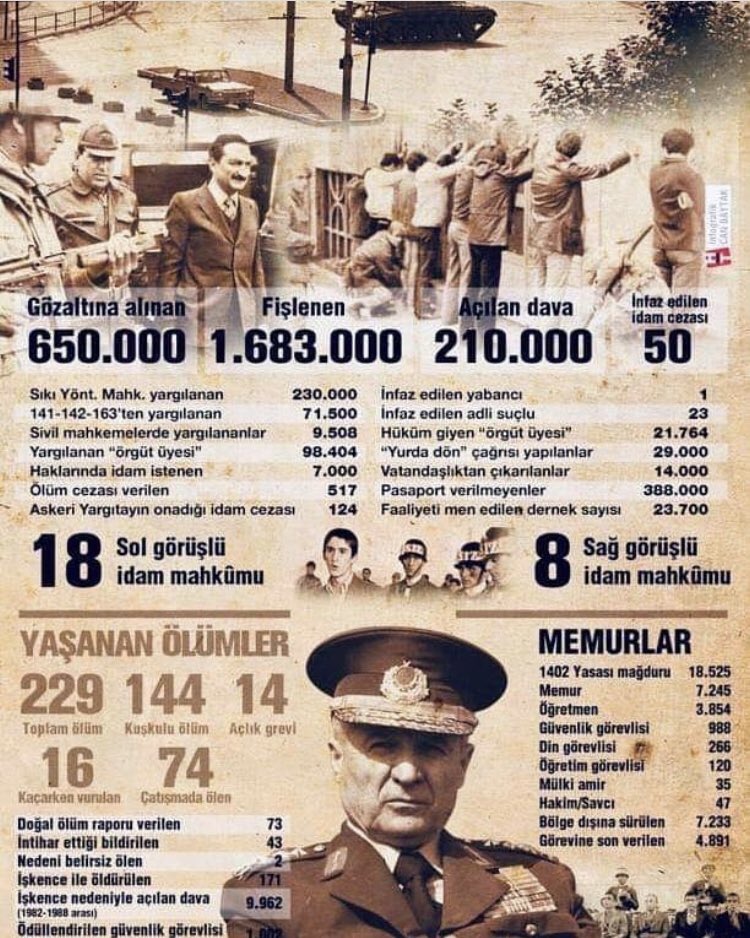 infografik
CAN BAYTAK
HT
Gözaltına alınan
650.000
Fişlenen
1.683.000
Açılan dava
210.000
İnfaz edilen
idam cezası
50
Sıkı Yönt. Mahk. yargılanan 230.000
141-142-163'ten yargılanan 71.500
Sivil mahkemelerde yargılananlar 9.508
Yargılanan “örgüt üyesi” 98.404
Haklarında idam istenen 7.000
Ölüm cezası verilen 517
Askeri Yargıtayın onadığı idam cezası 124
İnfaz edilen yabancı 1
İnfaz edilen adli suçlu 23
Hüküm giyen “örgüt üyesi” 21.764
“Yurda dön” çağrısı yapılanlar 29.000
Vatandaşlıktan çıkarılanlar 14.000
Pasaport verilmeyenler 388.000
Faaliyeti men edilen dernek sayısı 23.700
18 Sol görüşlü
idam mahkûmu
8 Sağ görüşlü
idam mahkûmu
YAŞANAN ÖLÜMLER
229
Toplam ölüm
144
Kuşkulu ölüm
14
Açlık grevi
16
Kaçarken vurulan
74
Çatışmada ölen
Doğal ölüm raporu verilen 73
İntihar ettiği bildirilen 43
Nedeni belirsiz ölen 2
İşkence ile öldürülen 171
İşkence nedeniyle açılan dava 9.962
(1982-1988 arası)
Ödüllendirilen güvenlik görevlisi 1.002
MEMURLAR
1402 Yasası mağduru 18.525
Memur 7.245
Öğretmen 3.854
Güvenlik görevlisi 988
Din görevlisi 266
Öğretim görevlisi 120
Mülki amir 35
Hakim/Savcı 47
Bölge dışına sürülen 7.233
Görevine son verilen 4.891